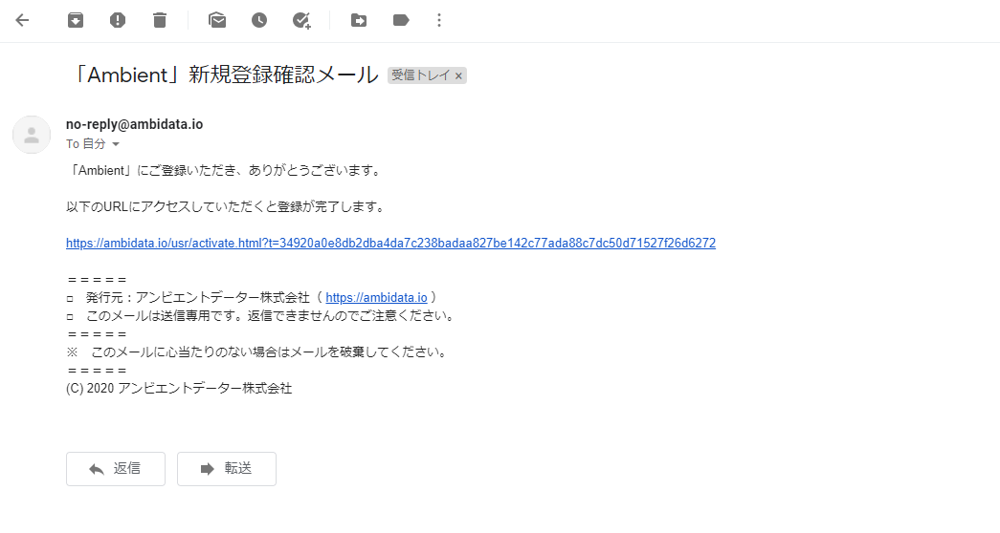 「Ambient」新規登録確認メール 受信トレイ ×
no-reply@ambidata.io
To 自分
「Ambient」にご登録いただき、ありがとうございます。
以下のURLにアクセスしていただくと登録が完了します。
https://ambidata.io/usr/activate.html?t=34920a0e8db2dba4da7c238badaa827be142c77ada88c7dc50d71527f26d6272
＝＝＝＝＝
□　発行元：アンビエントデーター株式会社（ https://ambidata.io ）
□　このメールは送信専用です。返信できませんのでご注意ください。
＝＝＝＝＝
※　このメールに心当たりのない場合はメールを破棄してください。
＝＝＝＝＝
(C) 2020 アンビエントデーター株式会社
返信 転送